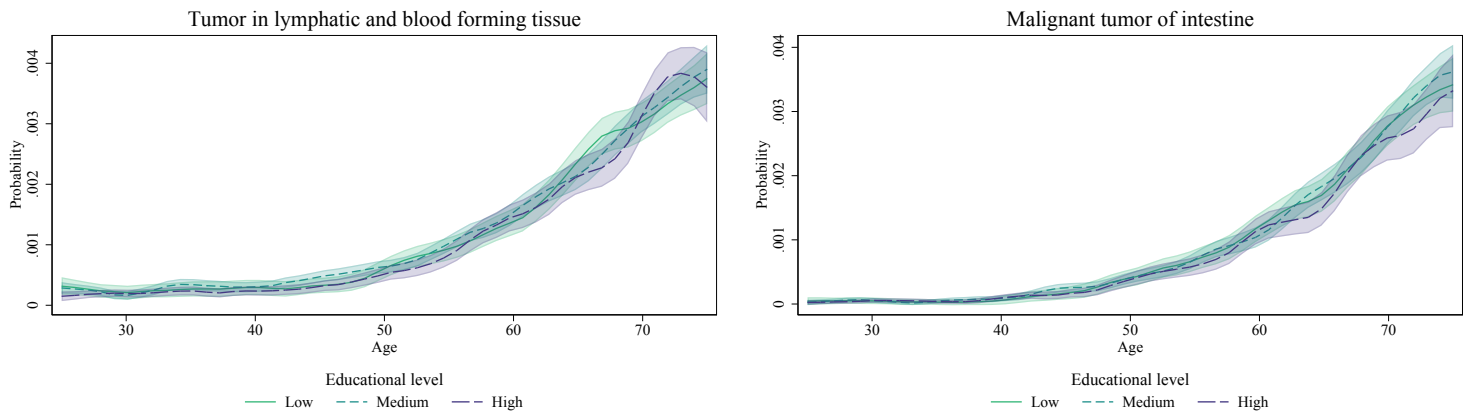 Tumor in lymphatic and blood forming tissue
Probability
.004
.003
.002
.001
0
30 40 50 60 70
Age
Educational level
Low Medium High
Malignant tumor of intestine
Probability
.004
.003
.002
.001
0
30 40 50 60 70
Age
Educational level
Low Medium High